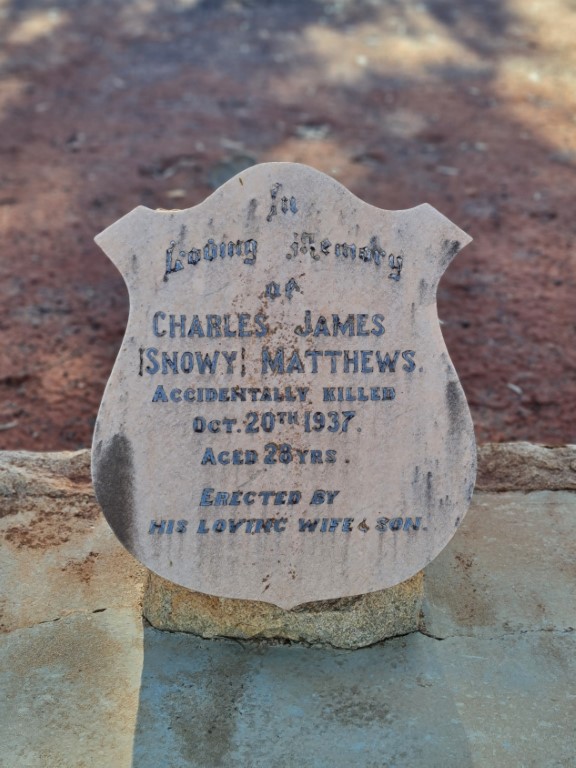 In
Loving Memory
OF
CHARLES JAMES
(SNOWY) MATTHEWS.
ACCIDENTALLY KILLED
OCT. 20TH 1937.
AGED 28 YRS.
ERECTED BY
HIS LOVING WIFE & SON.